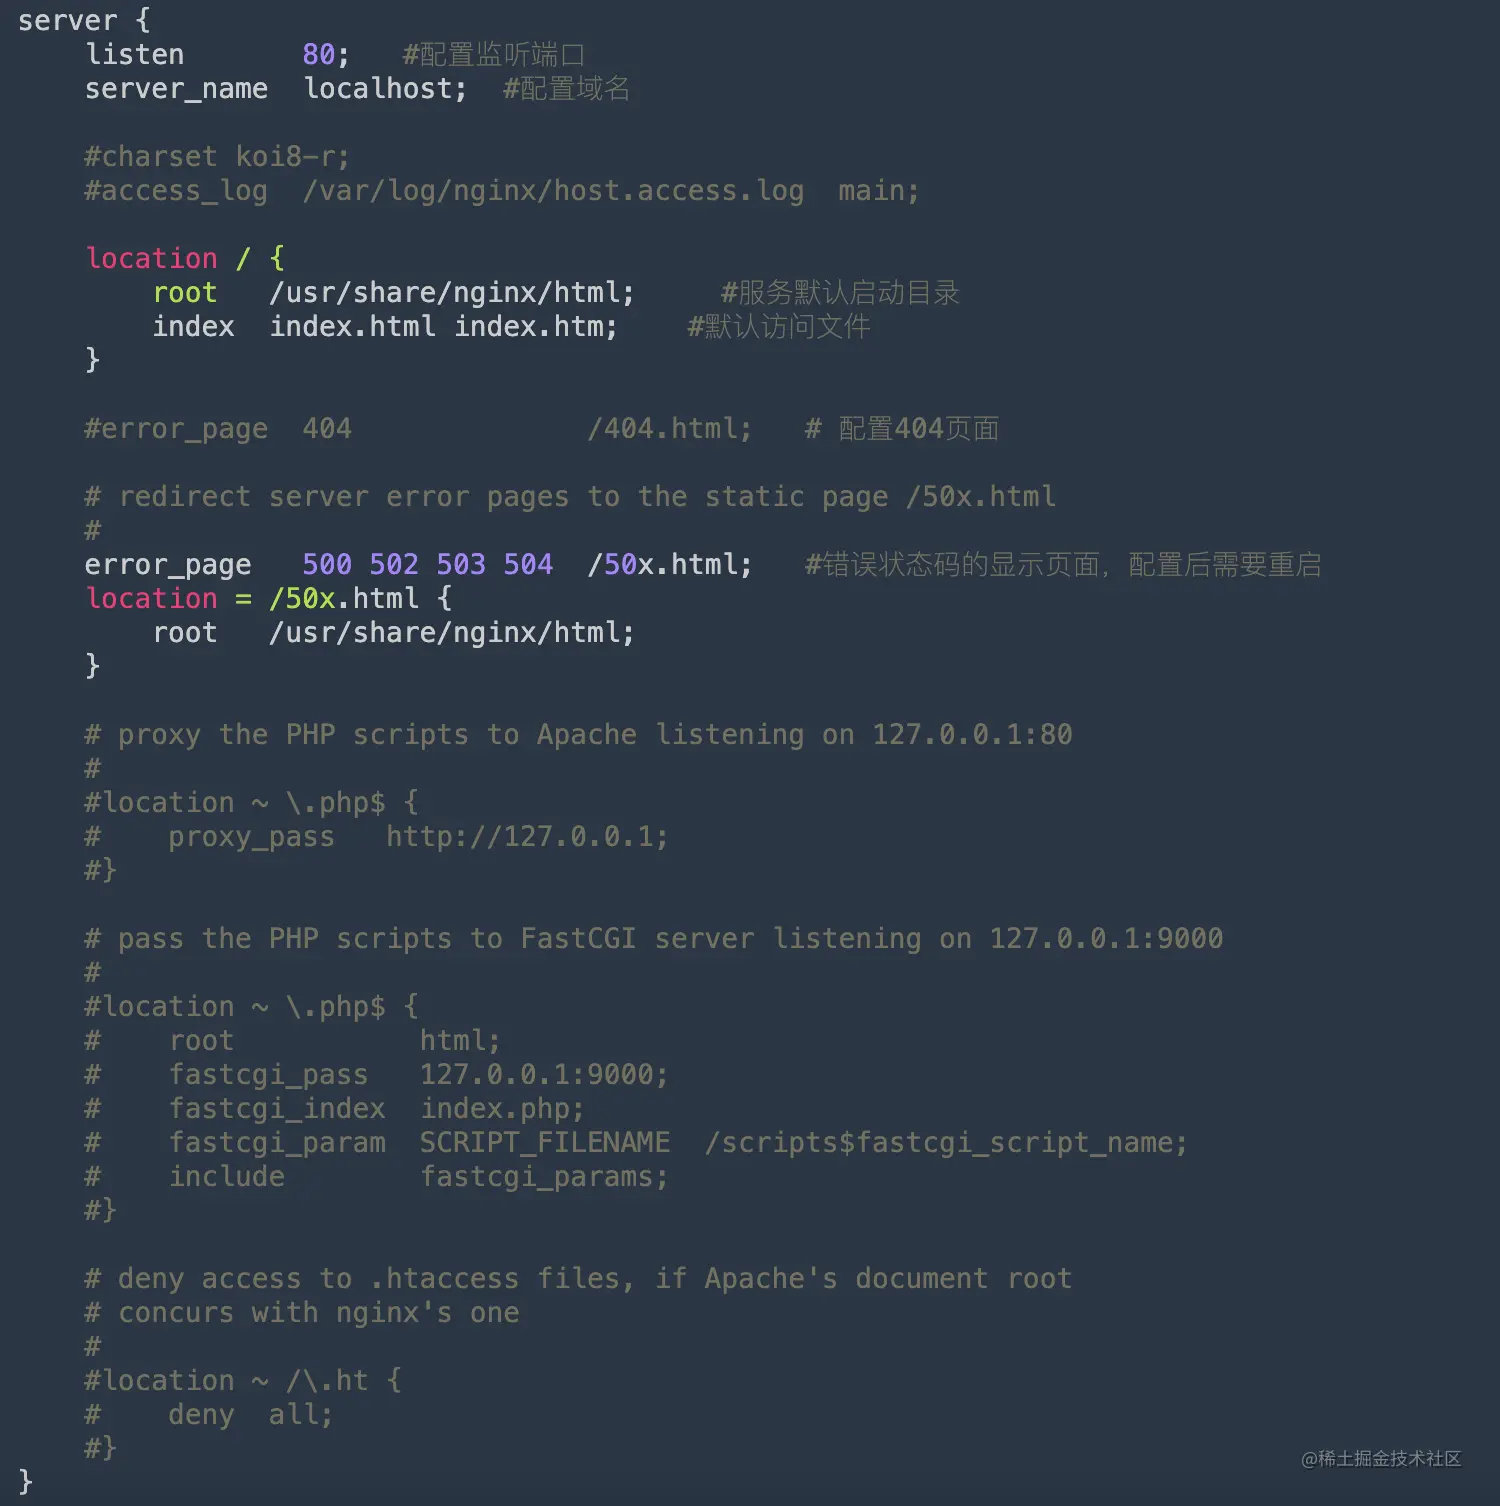 server {
    listen       80;   #配置监听端口
    server_name  localhost;  #配置域名

    #charset koi8-r;
    #access_log  /var/log/nginx/host.access.log  main;

    location / {
        root   /usr/share/nginx/html;     #服务默认启动目录
        index  index.html index.htm;    #默认访问文件
    }

    #error_page  404              /404.html;   # 配置404页面

    # redirect server error pages to the static page /50x.html
    #
    error_page   500 502 503 504  /50x.html;   #错误状态码的显示页面，配置后需要重启
    location = /50x.html {
        root   /usr/share/nginx/html;
    }

    # proxy the PHP scripts to Apache listening on 127.0.0.1:80
    #
    #location ~ \.php$ {
    #    proxy_pass   http://127.0.0.1;
    #}

    # pass the PHP scripts to FastCGI server listening on 127.0.0.1:9000
    #
    #location ~ \.php$ {
    #    root           html;
    #    fastcgi_pass   127.0.0.1:9000;
    #    fastcgi_index  index.php;
    #    fastcgi_param  SCRIPT_FILENAME  /scripts$fastcgi_script_name;
    #    include        fastcgi_params;
    #}

    # deny access to .htaccess files, if Apache's document root
    # concurs with nginx's one
    #
    #location ~ /\.ht {
    #    deny  all;
    #}
}
@稀土掘金技术社区